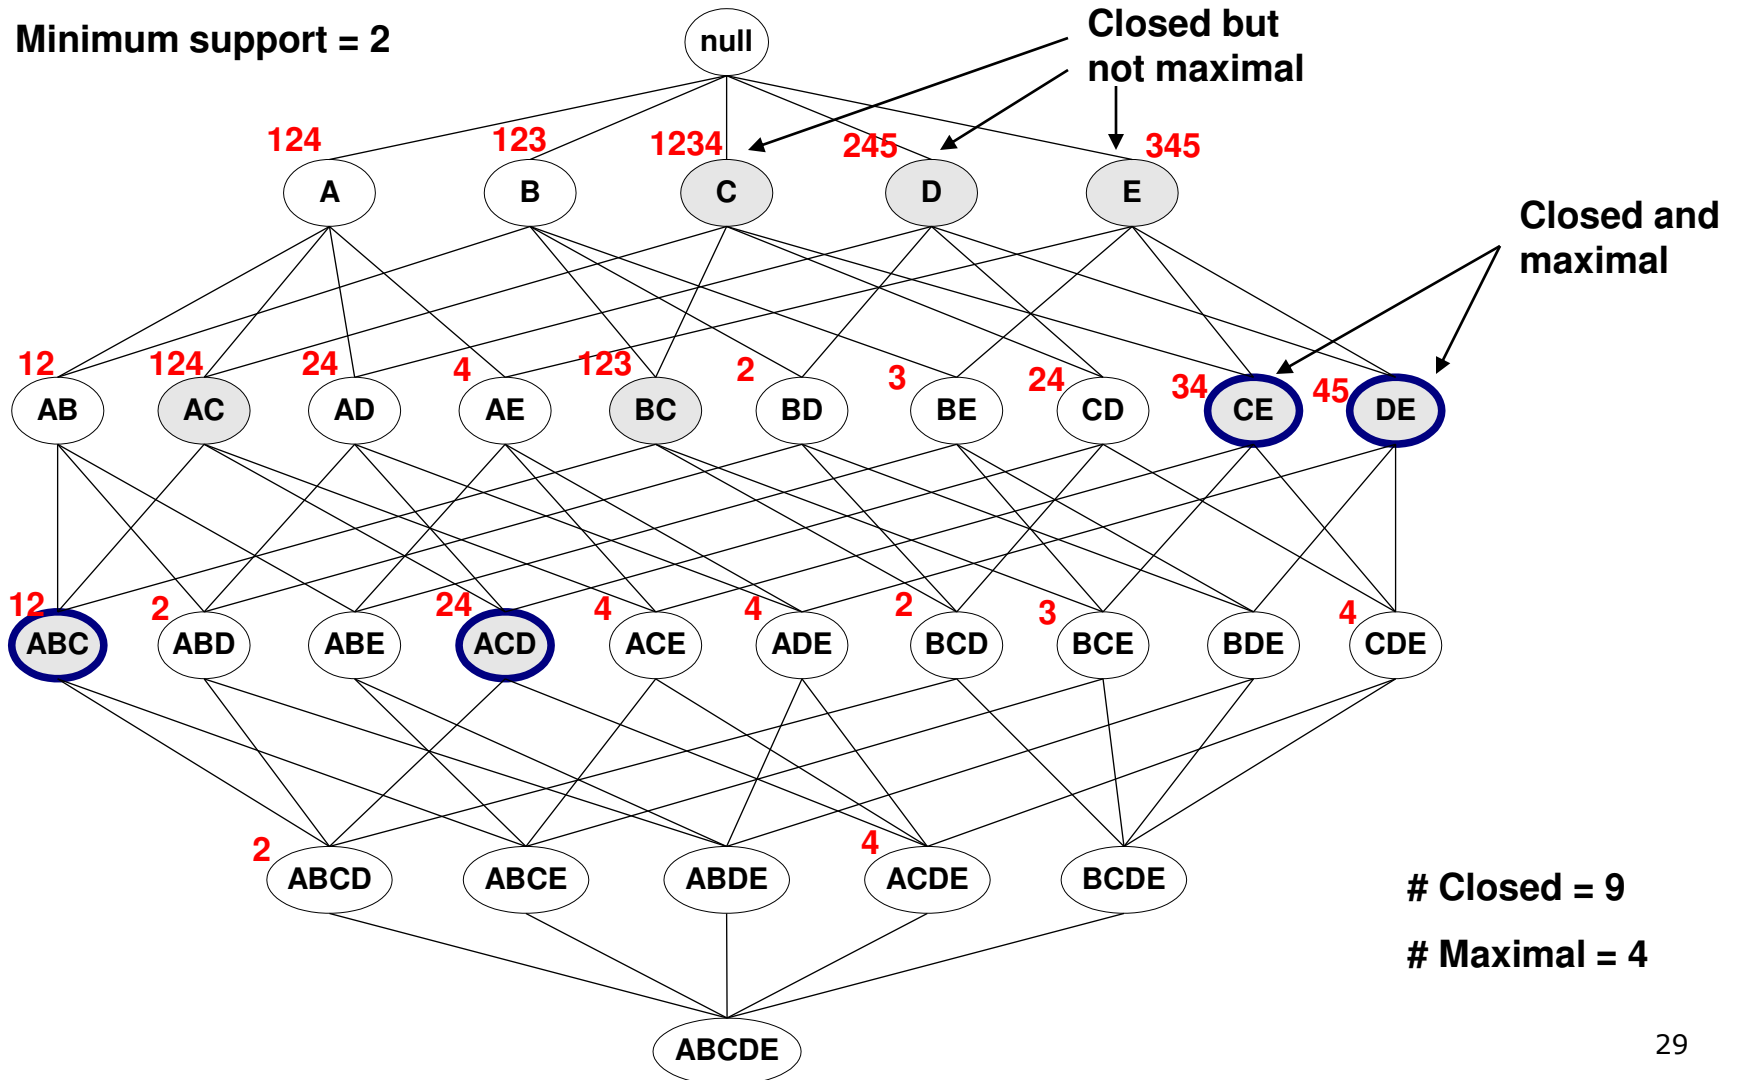 Minimum support = 2
null
Closed but
not maximal
124
123
1234
245
345
A
B
C
D
E
Closed and
maximal
12
124
24
4
123
2
3
24
34
45
AB
AC
AD
AE
BC
BD
BE
CD
CE
DE
12
2
24
4
4
2
3
4
ABC
ABD
ABE
ACD
ACE
ADE
BCD
BCE
BDE
CDE
2
4
ABCD
ABCE
ABDE
ACDE
BCDE
# Closed = 9
# Maximal = 4
ABCDE
29